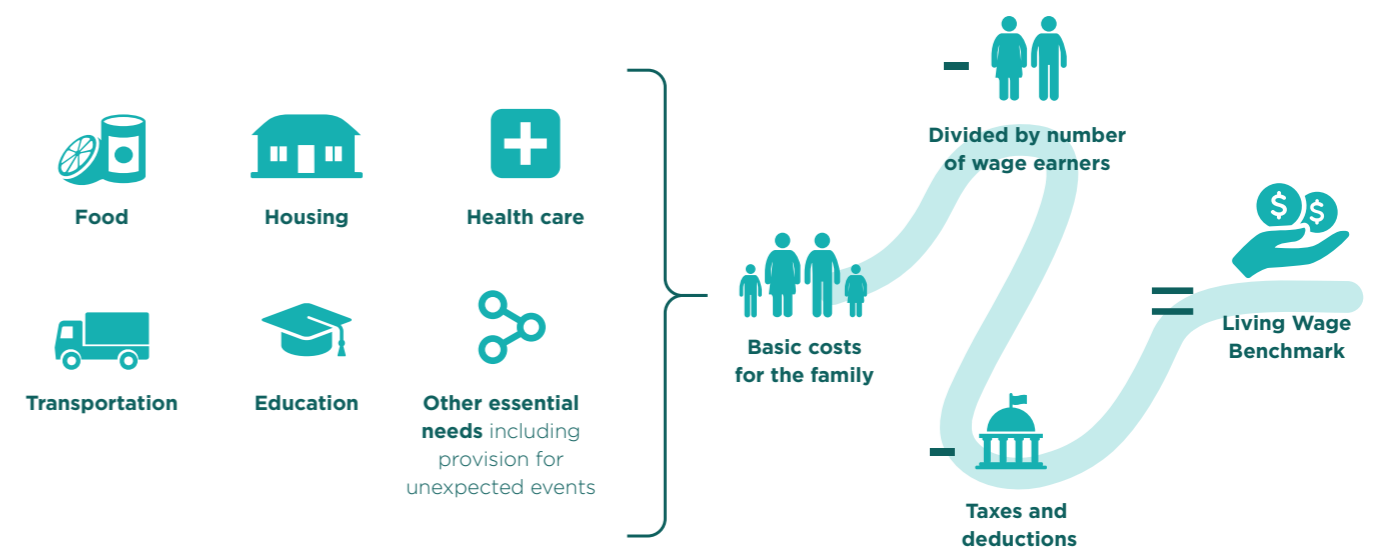 Food
Housing
Health care
Transportation
Education
Other essential
needs including
provision for
unexpected events
Basic costs
for the family
-
Divided by number
of wage earners
-
Taxes and
deductions
=
$ $
Living Wage
Benchmark